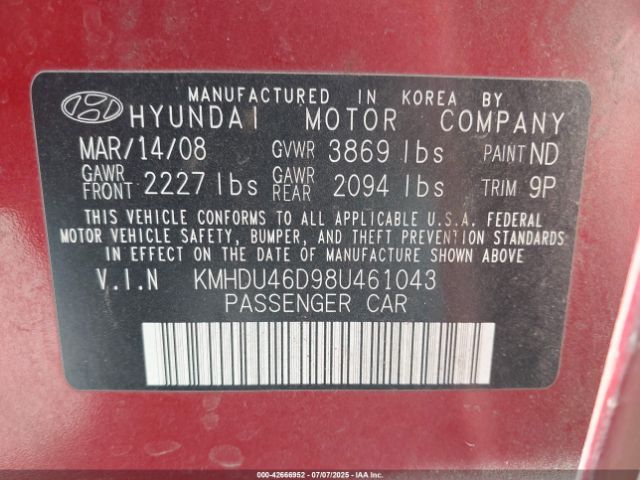 MANUFACTURED IN KOREA BY
HYUNDAI MOTOR COMPANY
MAR/14/08 GVWR 3869 lbs PAINT ND
GAWR FRONT 2227 lbs GAWR REAR 2094 lbs TRIM 9P
THIS VEHICLE CONFORMS TO ALL APPLICABLE U.S.A. FEDERAL
MOTOR VEHICLE SAFETY, BUMPER, AND THEFT PREVENTION STANDARDS
IN EFFECT ON THE DATE OF MANUFACTURE SHOWN ABOVE
V.I.N KMHDU46D98U461043
PASSENGER CAR
000-42666952 07/07/2025 - IAAI.COM